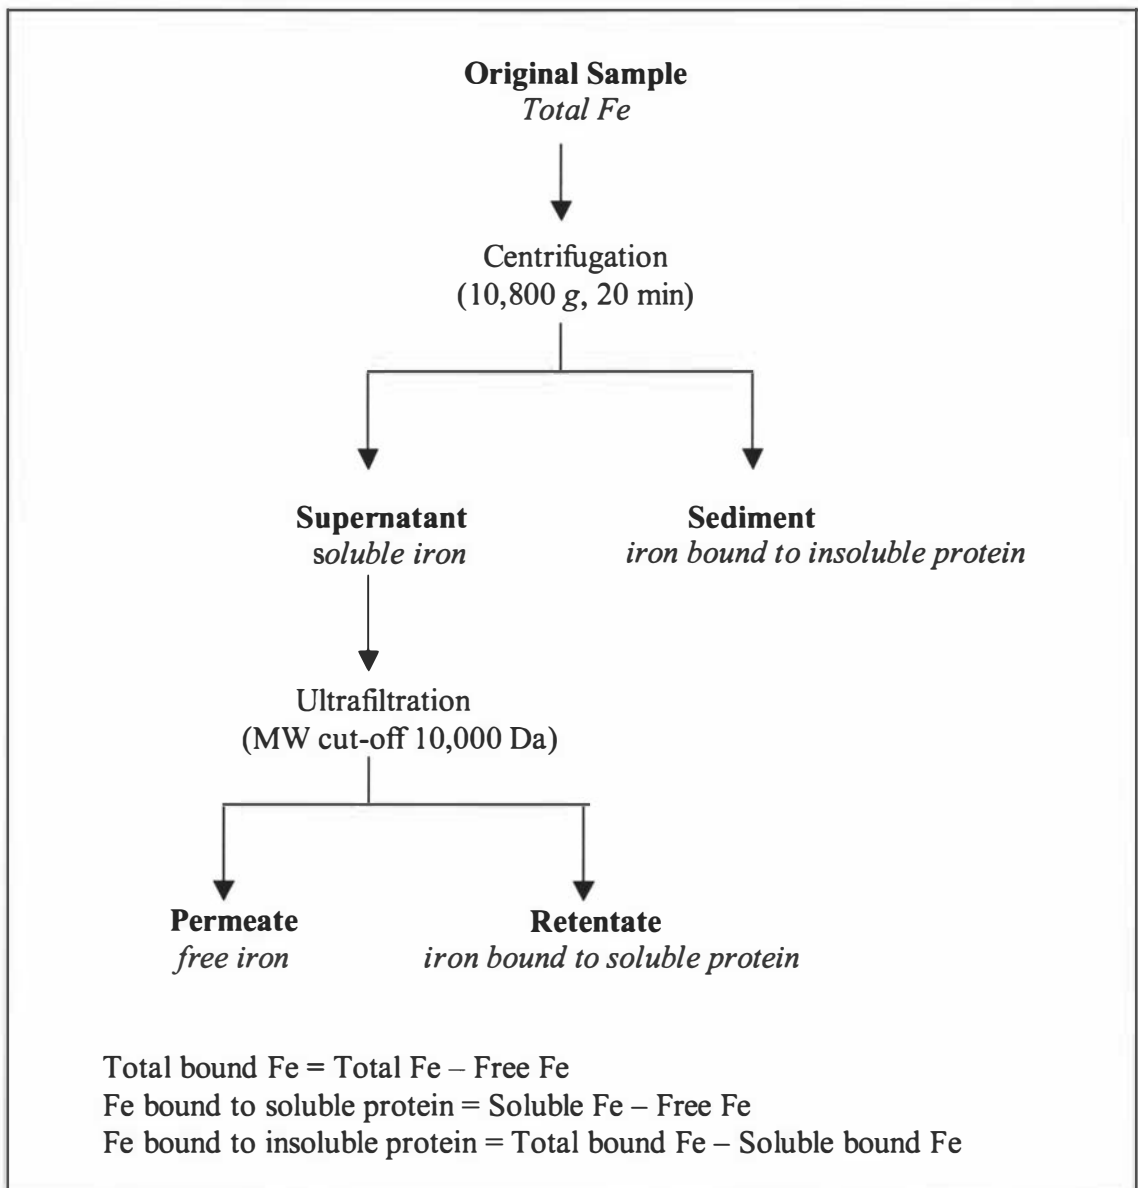 Original Sample
Total Fe
Centrifugation
(10,800 g, 20 min)
Supernatant
soluble iron
Sediment
iron bound to insoluble protein
Ultrafiltration
(MW cut-off 10,000 Da)
Permeate
free iron
Retentate
iron bound to soluble protein
Total bound Fe = Total Fe – Free Fe
Fe bound to soluble protein = Soluble Fe – Free Fe
Fe bound to insoluble protein = Total bound Fe – Soluble bound Fe